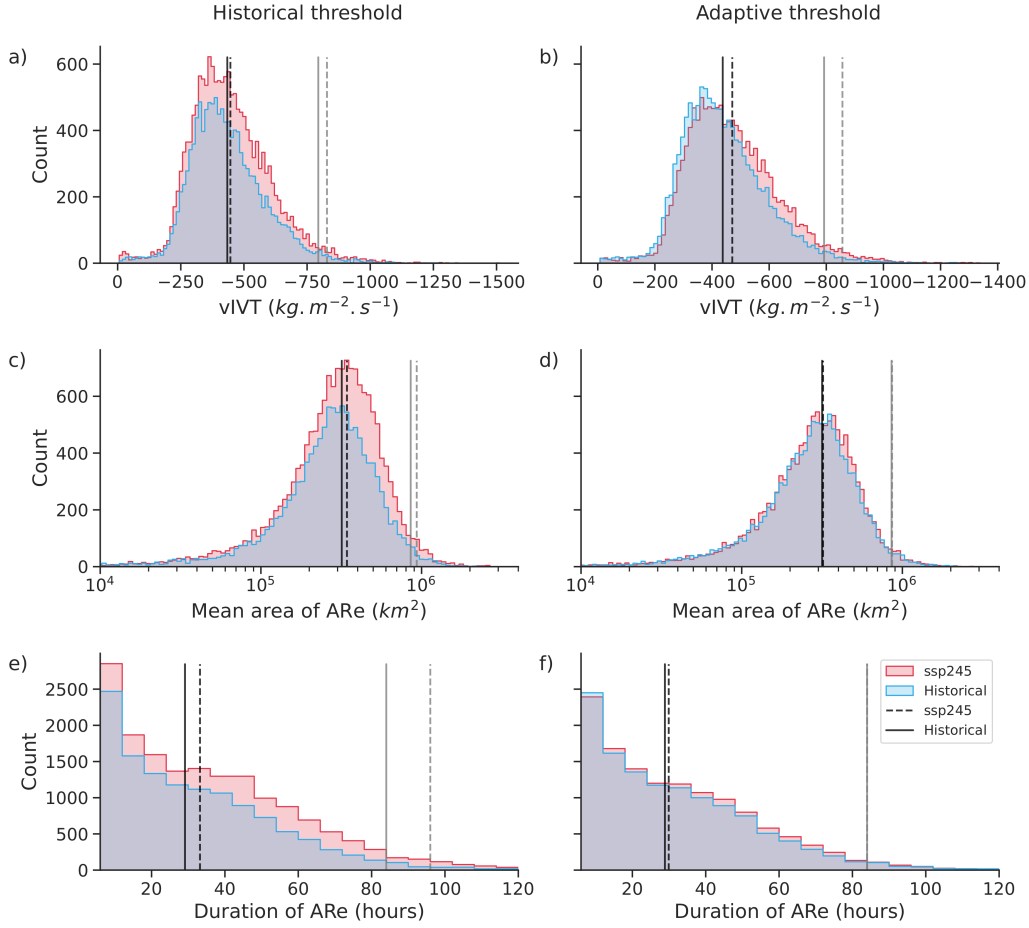 Historical threshold
Adaptive threshold
a)
600
400
200
0
Count
0
−250
−500
−750
−1000
−1250
−1500
vIVT (kg.m⁻².s⁻¹)
b)
0
−200
−400
−600
−800
−1000
−1200
−1400
vIVT (kg.m⁻².s⁻¹)
c)
600
400
200
0
Count
10⁴
10⁵
10⁶
Mean area of ARe (km²)
d)
10⁴
10⁵
10⁶
Mean area of ARe (km²)
e)
2500
2000
1500
1000
500
0
Count
20
40
60
80
100
120
Duration of ARe (hours)
f)
ssp245
Historical
ssp245
Historical
20
40
60
80
100
120
Duration of ARe (hours)